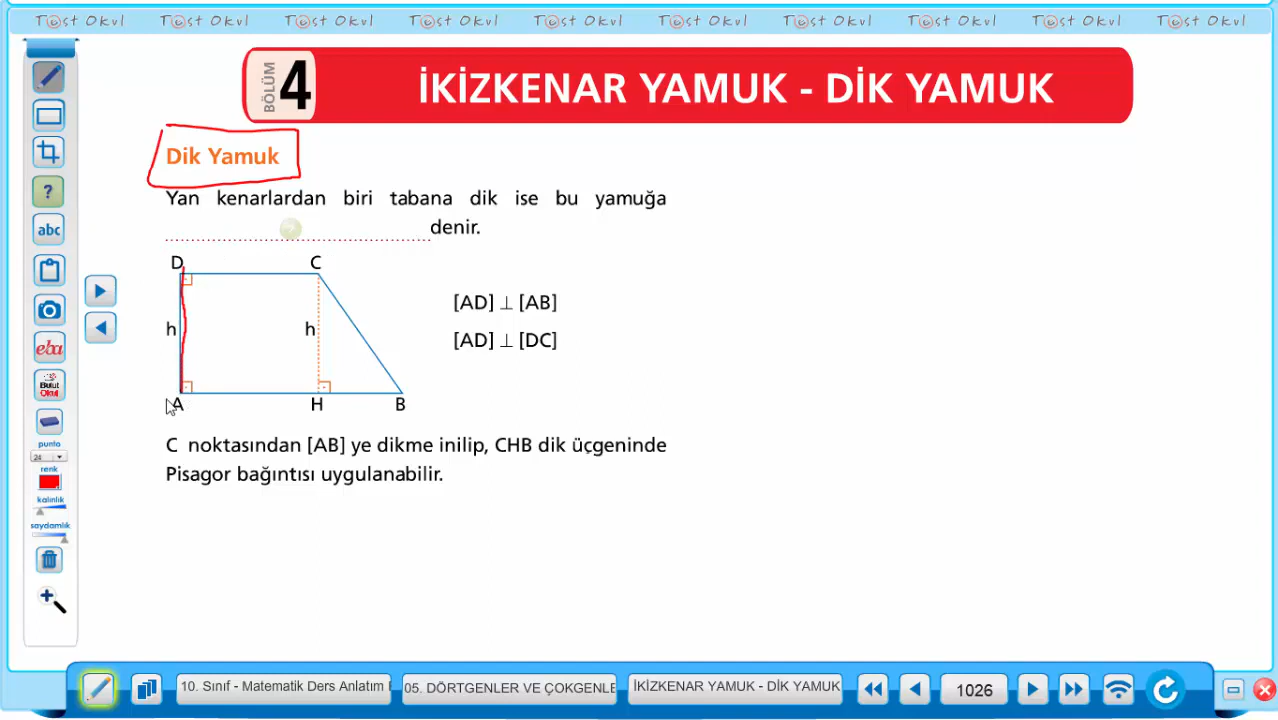 Test Okul Test Okul Test Okul Test Okul Test Okul Test Okul Test Okul Test Okul Test Okul Test Okul
BÖLÜM 4 İKİZKENAR YAMUK - DİK YAMUK
Dik Yamuk
Yan kenarlardan biri tabana dik ise bu yamuğa
? denir.
D C
h h
A H B
[AD] ⊥ [AB]
[AD] ⊥ [DC]
C noktasından [AB] ye dikme inilip, CHB dik üçgeninde
Pisagor bağıntısı uygulanabilir.
?
abc
eba
Bulut
Okul
punto
24
renk
kalınlık
saydamlık
10. Sınıf - Matematik Ders Anlatım 05. DÖRTGENLER VE ÇOKGENLE İKİZKENAR YAMUK - DİK YAMUK 1026